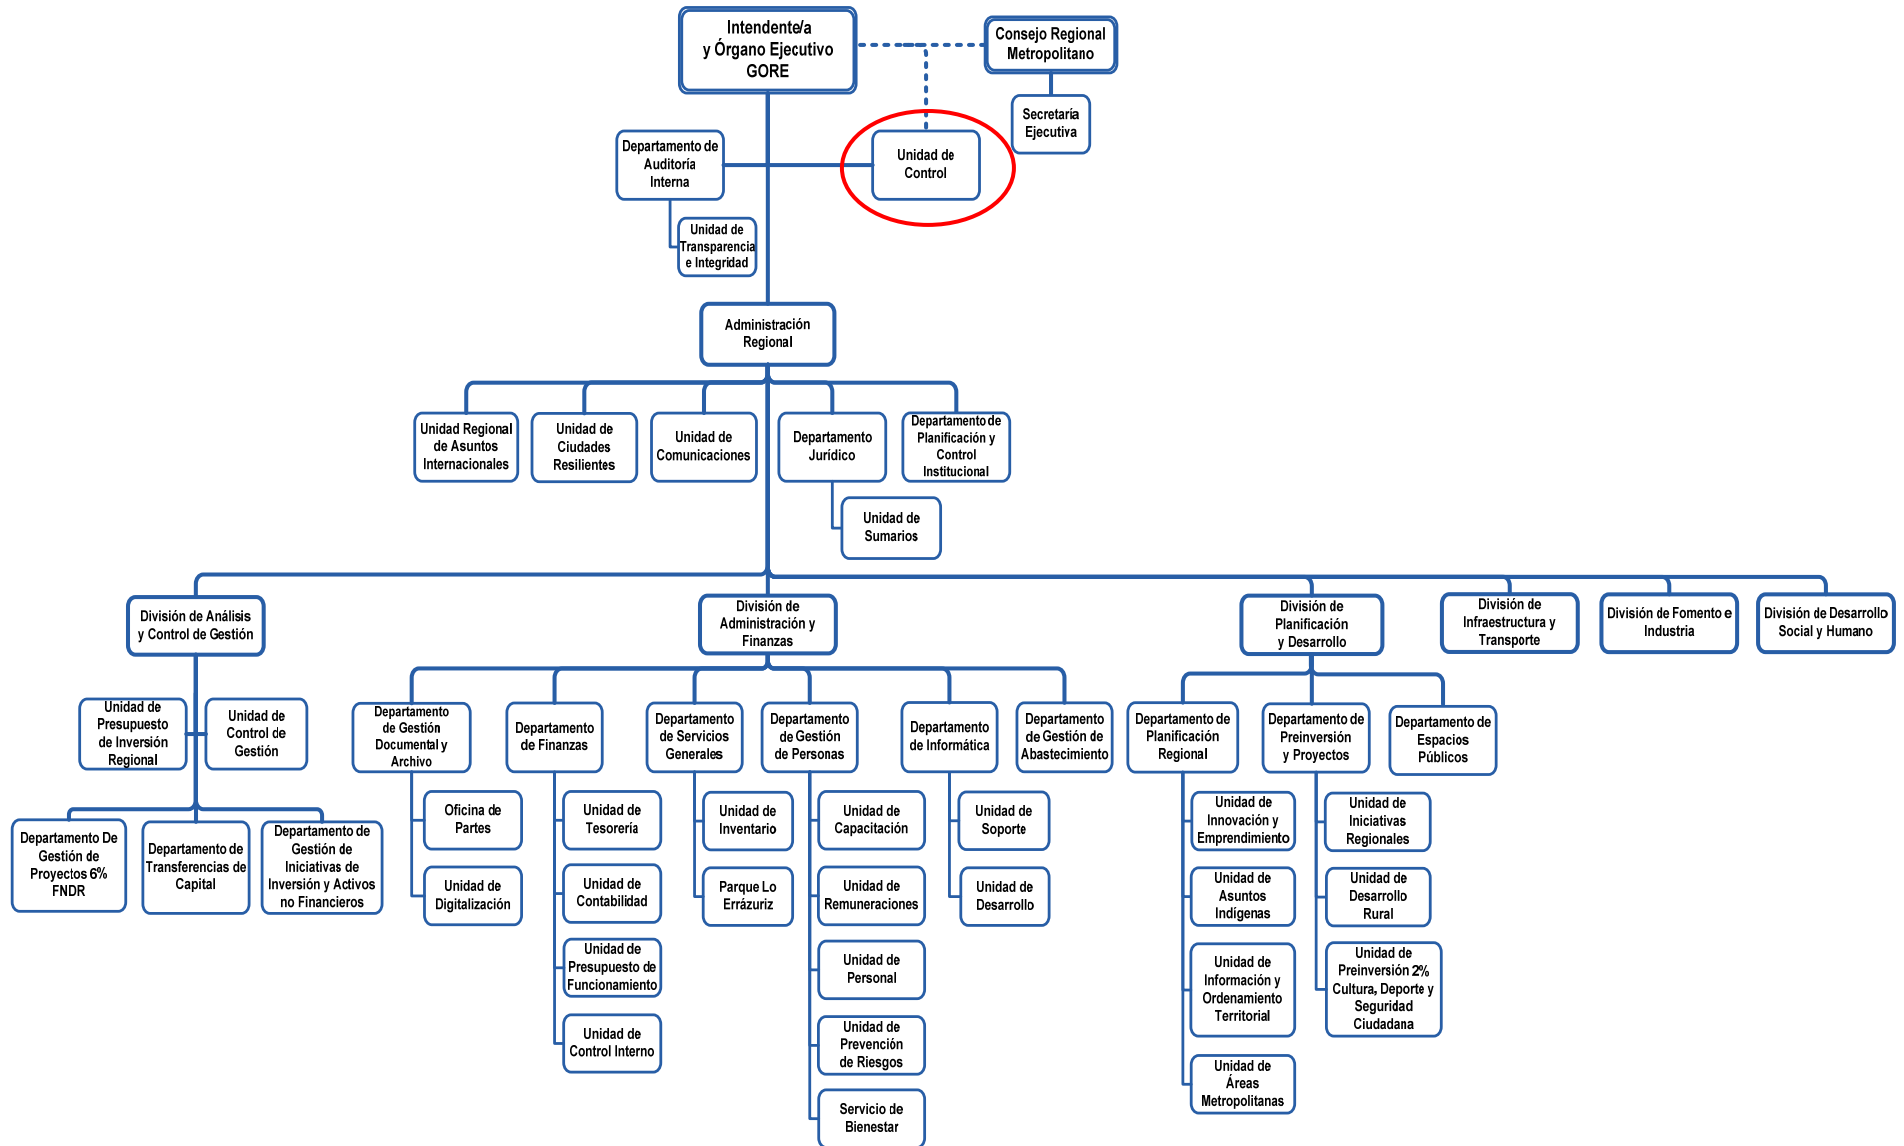 Intendente/a
y Órgano Ejecutivo
GORE
Consejo Regional
Metropolitano
Secretaría
Ejecutiva
Departamento de
Auditoría
Interna
Unidad de
Control
Unidad de
Transparencia
e Integridad
Administración
Regional
Unidad Regional
de Asuntos
Internacionales
Unidad de
Ciudades
Resilientes
Unidad de
Comunicaciones
Departamento
Jurídico
Departamento de
Planificación y
Control
Institucional
Unidad de
Sumarios
División de Análisis
y Control de Gestión
División de
Administración y
Finanzas
División de
Planificación
y Desarrollo
División de
Infraestructura y
Transporte
División de Fomento e
Industria
División de Desarrollo
Social y Humano
Unidad de
Presupuesto
de Inversión
Regional
Unidad de
Control de
Gestión
Departamento De
Gestión de
Proyectos 6%
FNDR
Departamento de
Transferencias de
Capital
Departamento de
Gestión de
Iniciativas de
Inversión y Activos
no Financieros
Departamento
de Gestión
Documental y
Archivo
Oficina de
Partes
Unidad de
Digitalización
Departamento
de Finanzas
Unidad de
Tesorería
Unidad de
Contabilidad
Unidad de
Presupuesto de
Funcionamiento
Unidad de
Control Interno
Departamento
de Servicios
Generales
Unidad de
Inventario
Parque Lo
Errázuriz
Departamento
de Gestión
de Personas
Unidad de
Capacitación
Unidad de
Remuneraciones
Unidad de
Personal
Unidad de
Prevención
de Riesgos
Servicio de
Bienestar
Departamento
de Informática
Unidad de
Soporte
Unidad de
Desarrollo
Departamento
de Gestión de
Abastecimiento
Departamento de
Planificación
Regional
Unidad de
Innovación y
Emprendimiento
Unidad de
Asuntos
Indígenas
Unidad de
Información y
Ordenamiento
Territorial
Unidad de
Áreas
Metropolitanas
Departamento de
Preinversión
y Proyectos
Unidad de
Iniciativas
Regionales
Unidad de
Desarrollo
Rural
Unidad de
Preinversión 2%
Cultura, Deporte y
Seguridad
Ciudadana
Departamento de
Espacios
Públicos